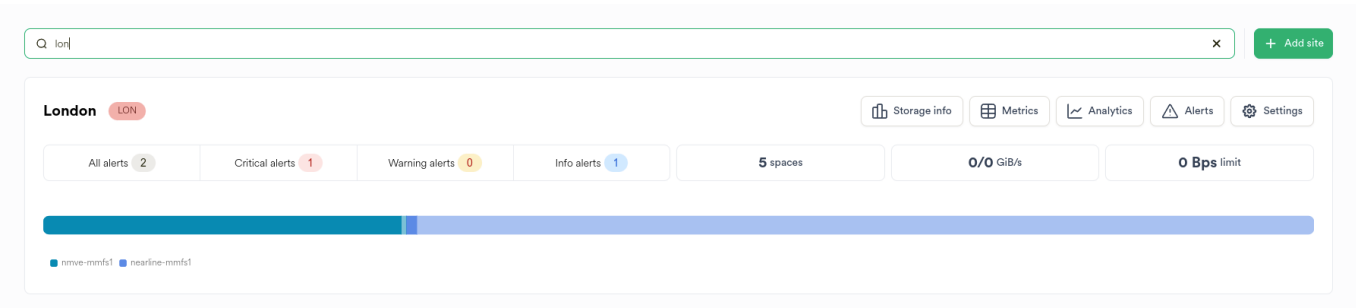 lon
+ Add site
London LON
Storage info Metrics Analytics Alerts Settings
All alerts 2 Critical alerts 1 Warning alerts 0 Info alerts 1 5 spaces 0/0 GiB/s 0 Bps limit
nmve-mmfs1 nearline-mmfs1